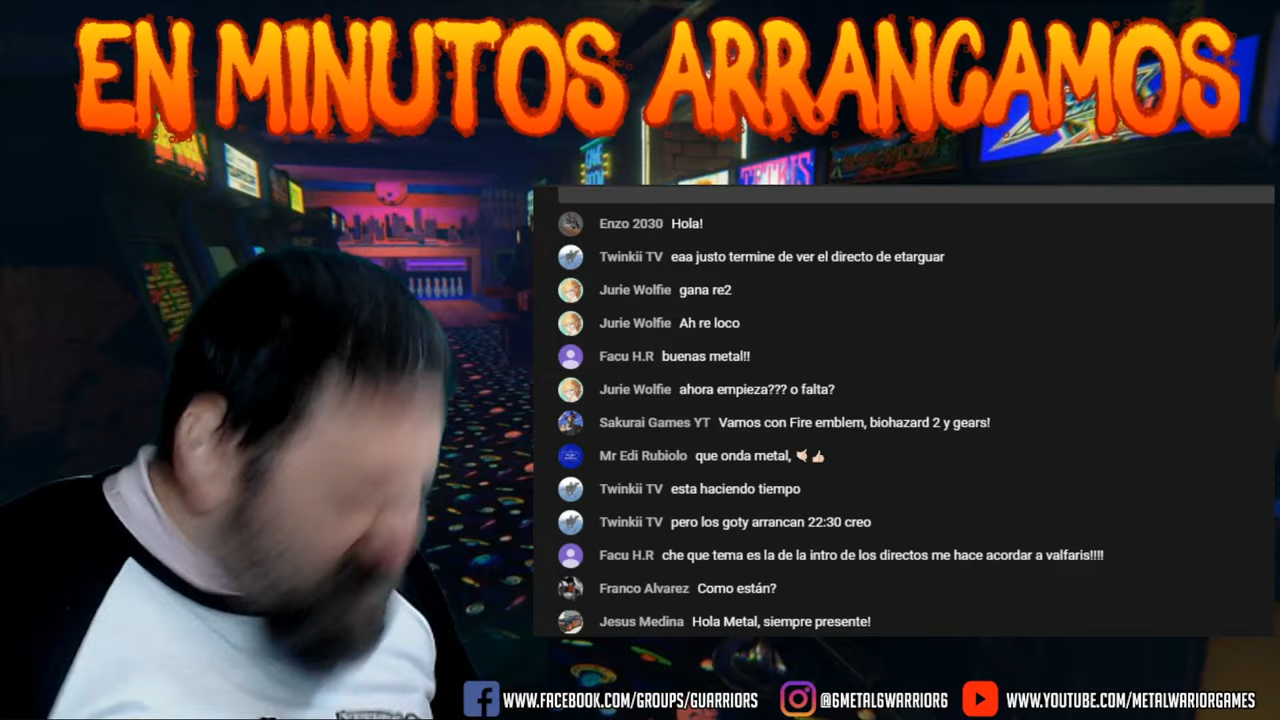 EN MINUTOS ARRANCAMOS
GAME
ROOM
TETRIS
Enzo 2030 Hola!
Twinkii TV eaa justo termine de ver el directo de etarguar
Jurie Wolfie gana re2
Jurie Wolfie Ah re loco
Facu H.R buenas metal!!
Jurie Wolfie ahora empieza??? o falta?
Sakurai Games YT Vamos con Fire emblem, biohazard 2 y gears!
Mr Edi Rubiolo que onda metal, 🤙🏻👍🏻
Twinkii TV esta haciendo tiempo
Twinkii TV pero los goty arrancan 22:30 creo
Facu H.R che que tema es la de la intro de los directos me hace acordar a valfaris!!!!
Franco Alvarez Como están?
Jesus Medina Hola Metal, siempre presente!
WWW.FACEBOOK.COM/GROUPS/GUARRIORS @6METALGWARRIOR6 WWW.YOUTUBE.COM/METALWARIORGAMES